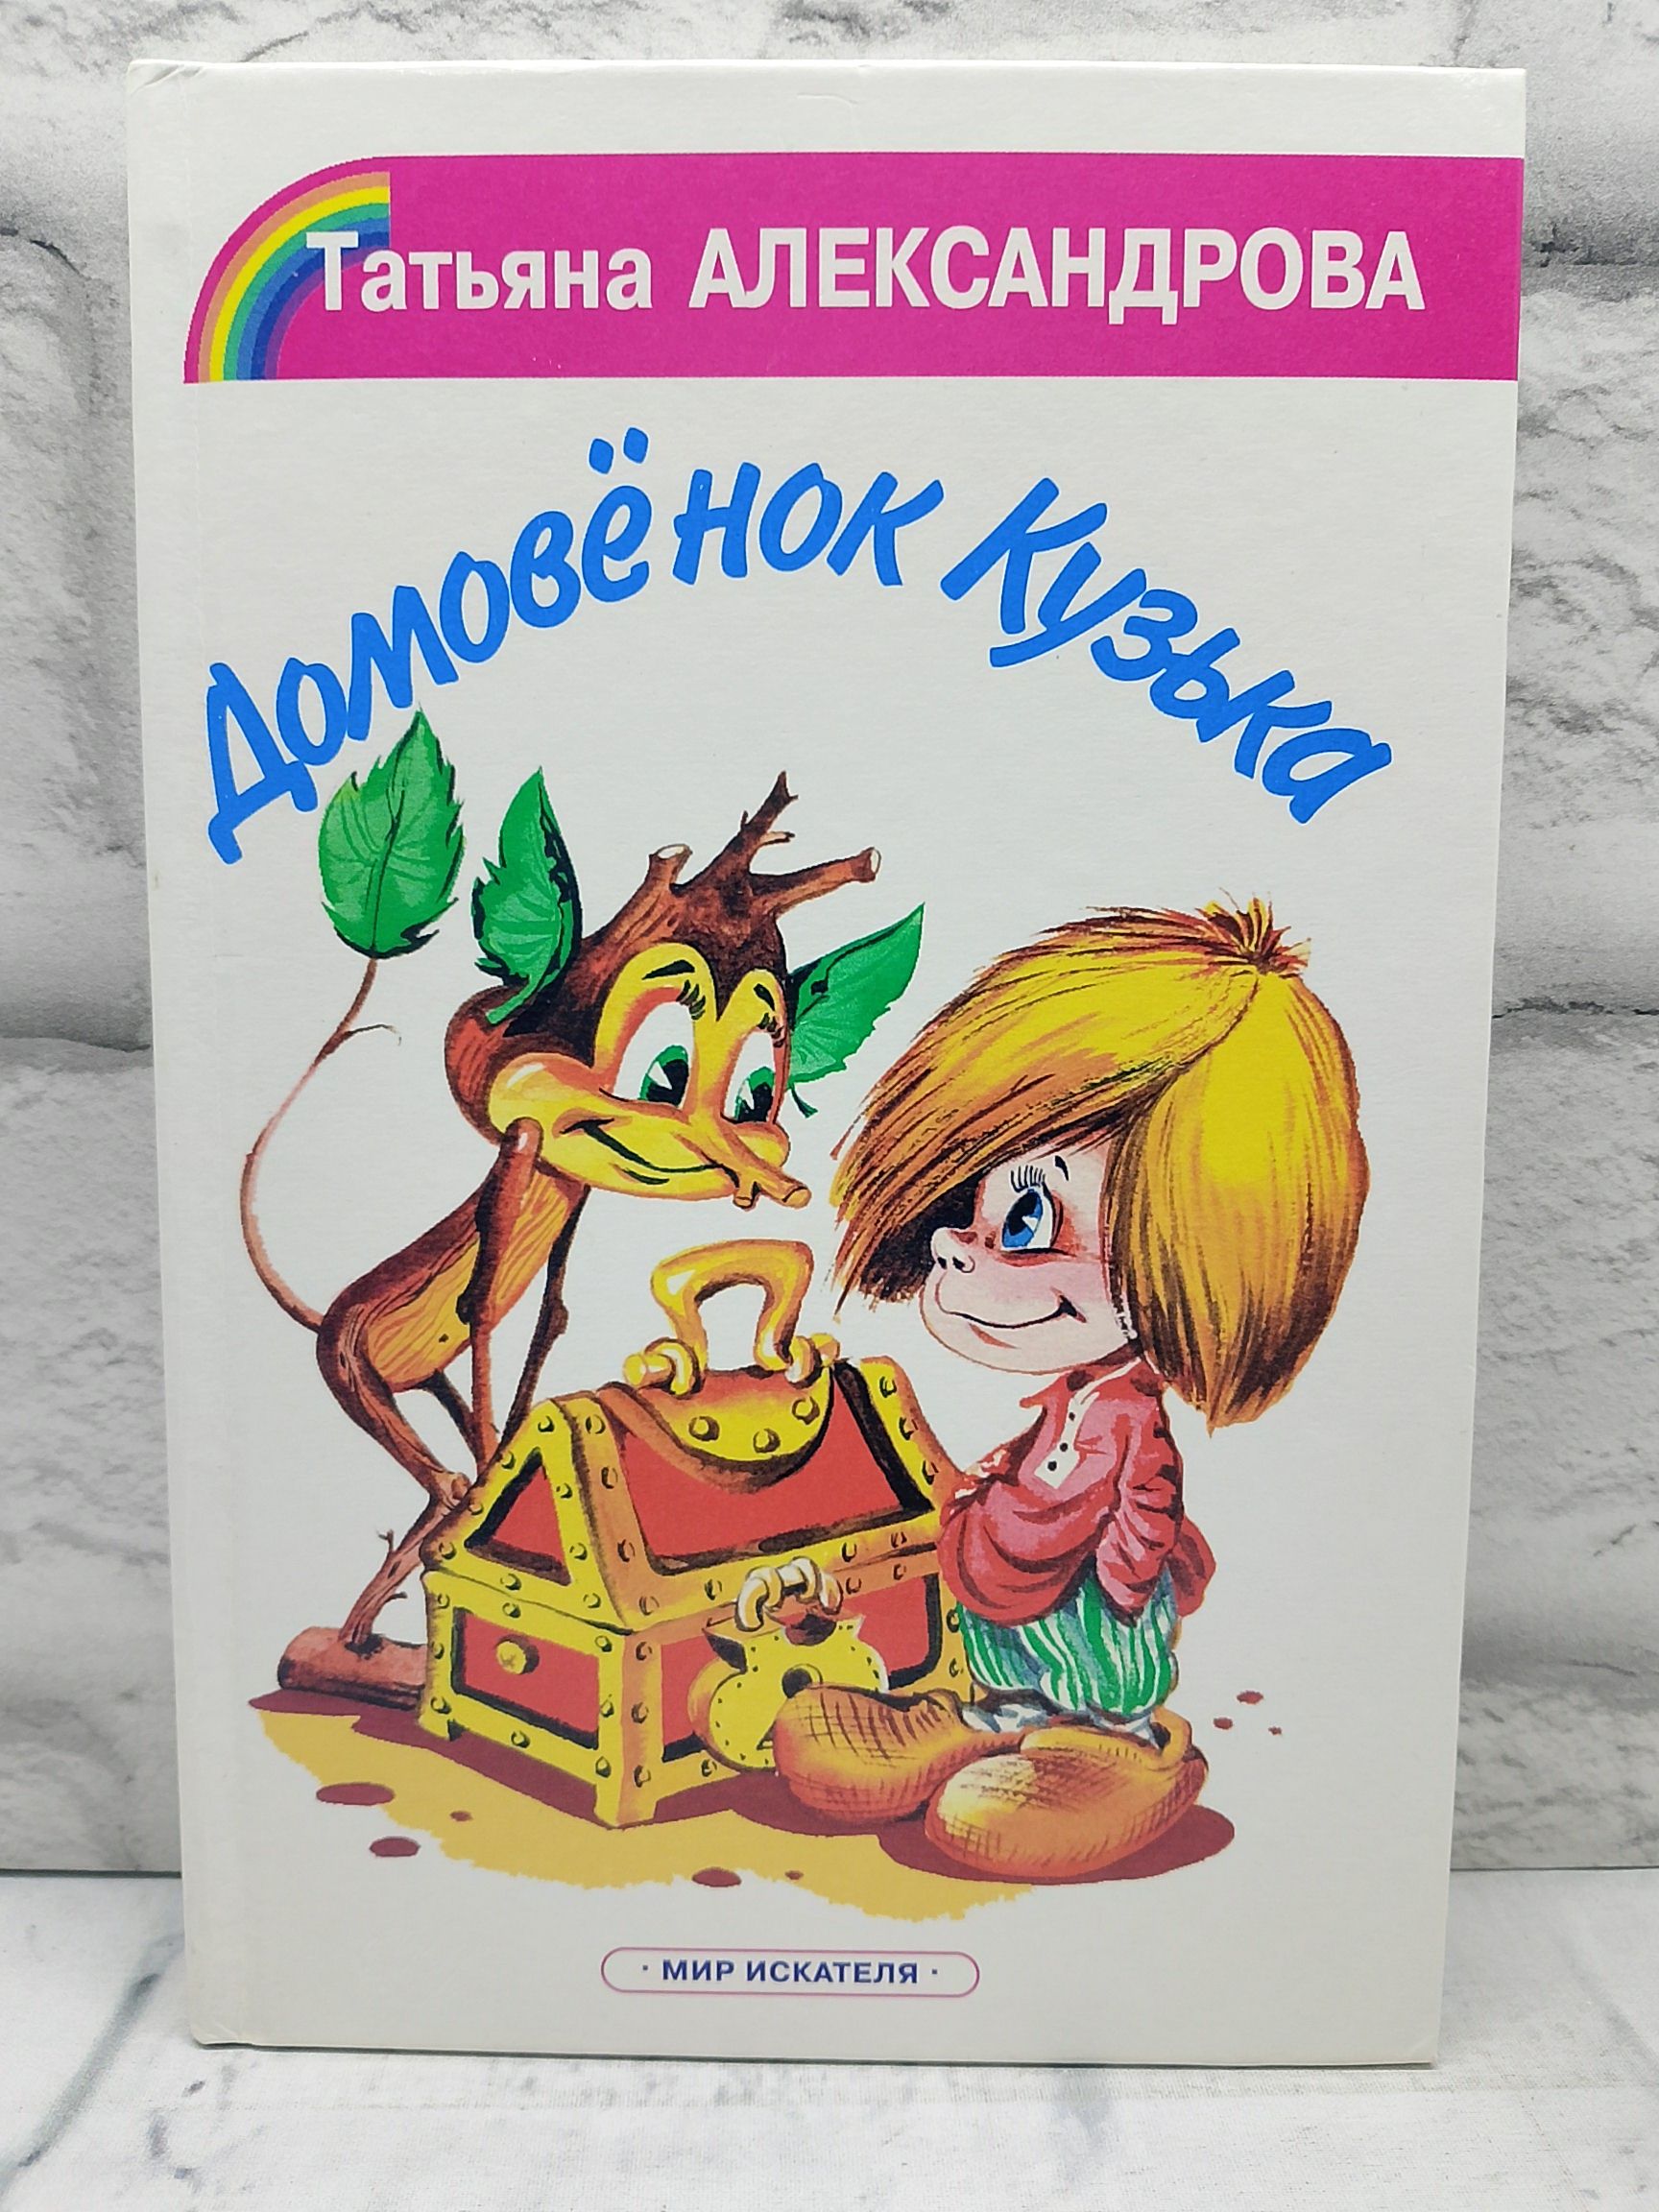 Татьяна АЛЕКСАНДРОВА
Домовёнок Кузька
· МИР ИСКАТЕЛЯ ·